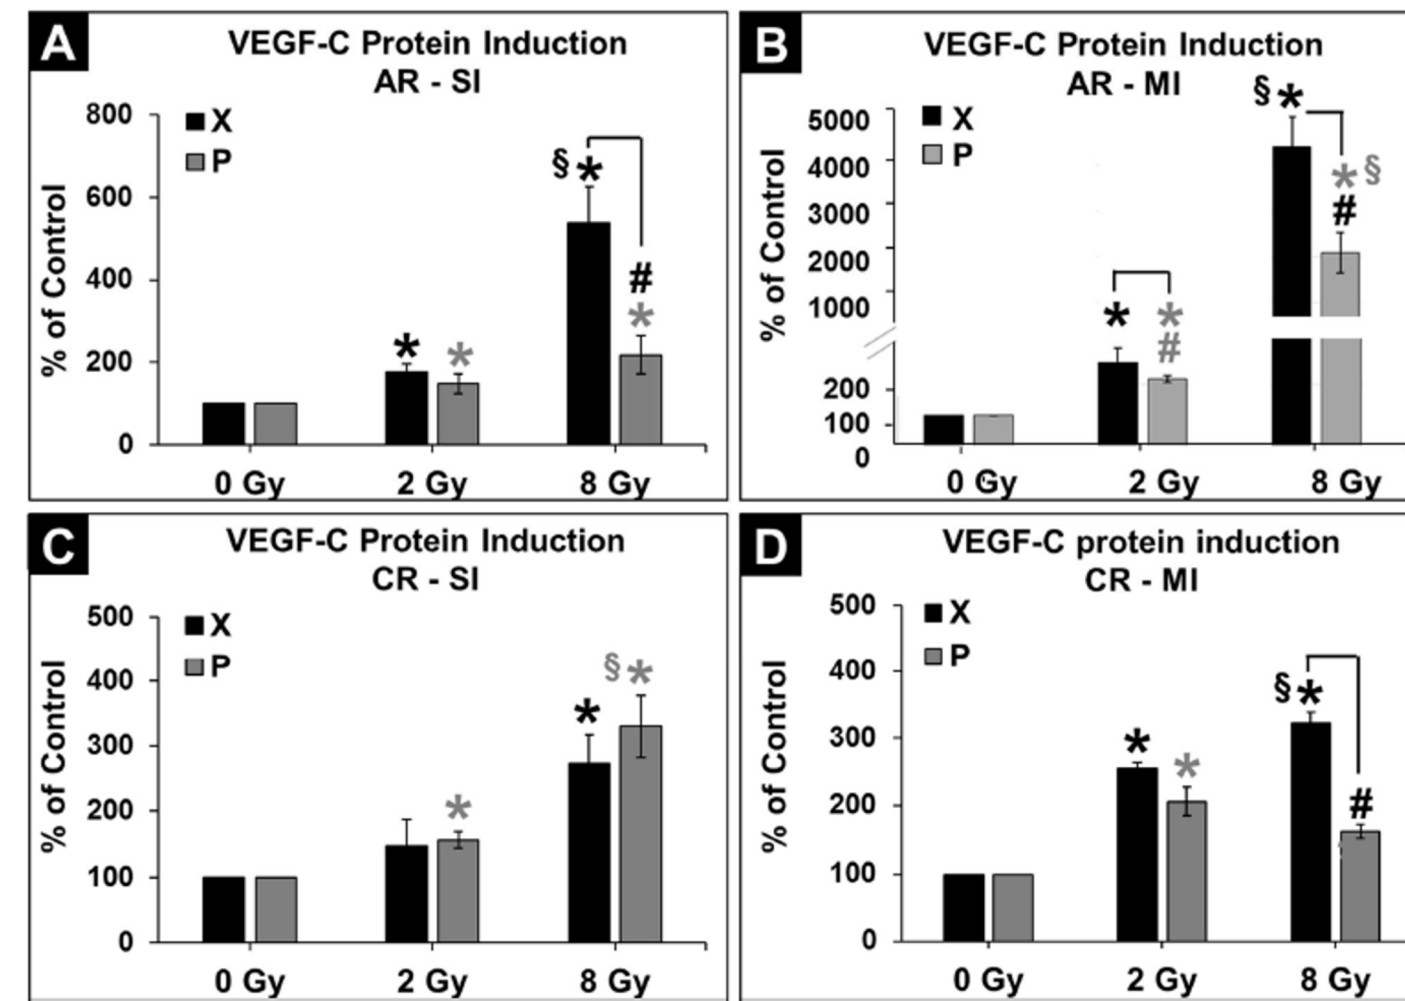 A
VEGF-C Protein Induction
AR - SI
800
600
400
200
0
% of Control
X
P
§ *
#
*
*
*
0 Gy
2 Gy
8 Gy
B
VEGF-C Protein Induction
AR - MI
5000
4000
3000
2000
1000
200
100
0
% of Control
X
P
§ *
* §
#
* *
#
0 Gy
2 Gy
8 Gy
C
VEGF-C Protein Induction
CR - SI
500
400
300
200
100
0
% of Control
X
P
§ *
*
*
0 Gy
2 Gy
8 Gy
D
VEGF-C protein induction
CR - MI
500
400
300
200
100
0
% of Control
X
P
§ *
*
*
#
0 Gy
2 Gy
8 Gy